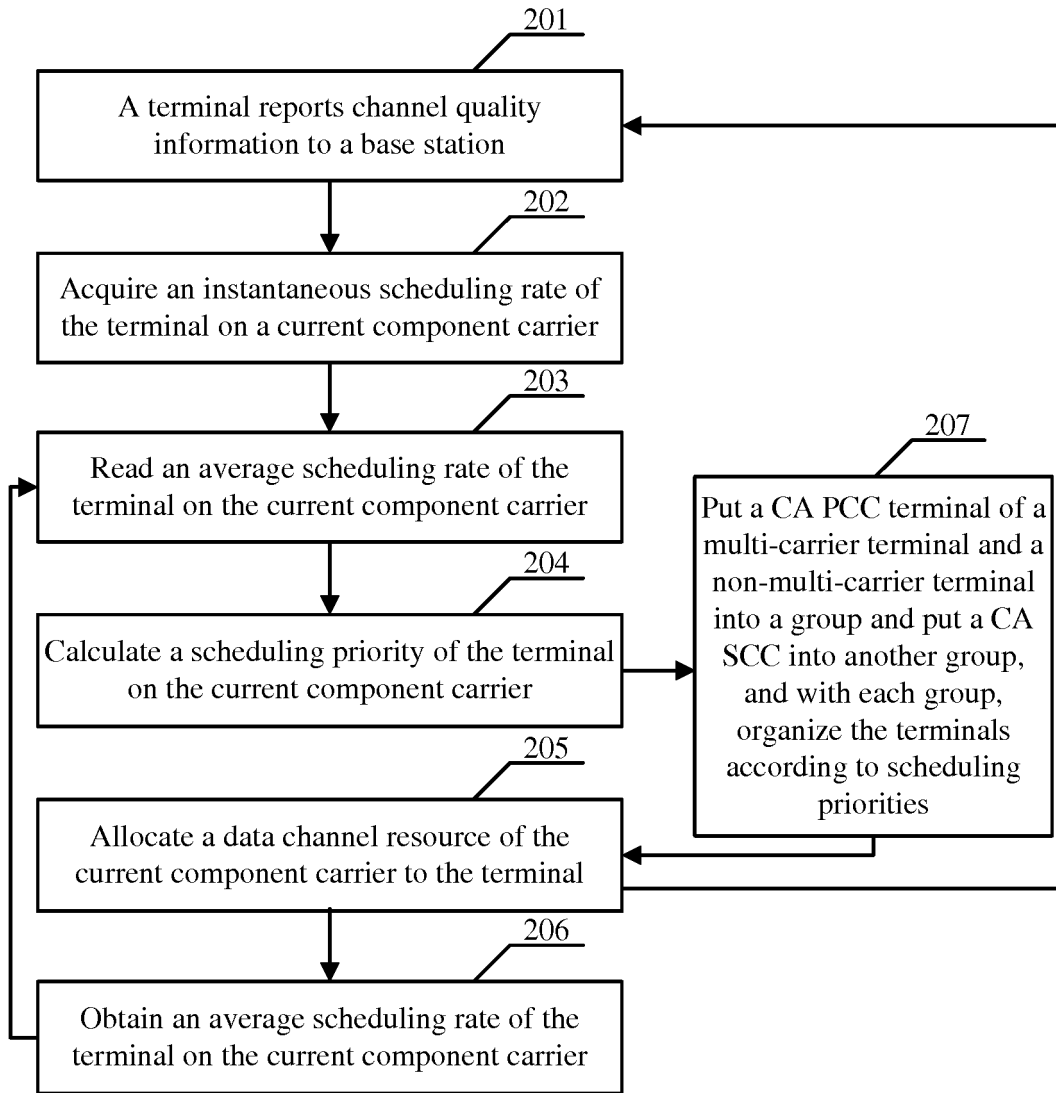 201
A terminal reports channel quality
information to a base station
202
Acquire an instantaneous scheduling rate of
the terminal on a current component carrier
203
Read an average scheduling rate of the
terminal on the current component carrier
204
Calculate a scheduling priority of the terminal
on the current component carrier
207
Put a CA PCC terminal of a
multi-carrier terminal and a
non-multi-carrier terminal
into a group and put a CA
SCC into another group,
and with each group,
organize the terminals
according to scheduling
priorities
205
Allocate a data channel resource of the
current component carrier to the terminal
206
Obtain an average scheduling rate of the
terminal on the current component carrier